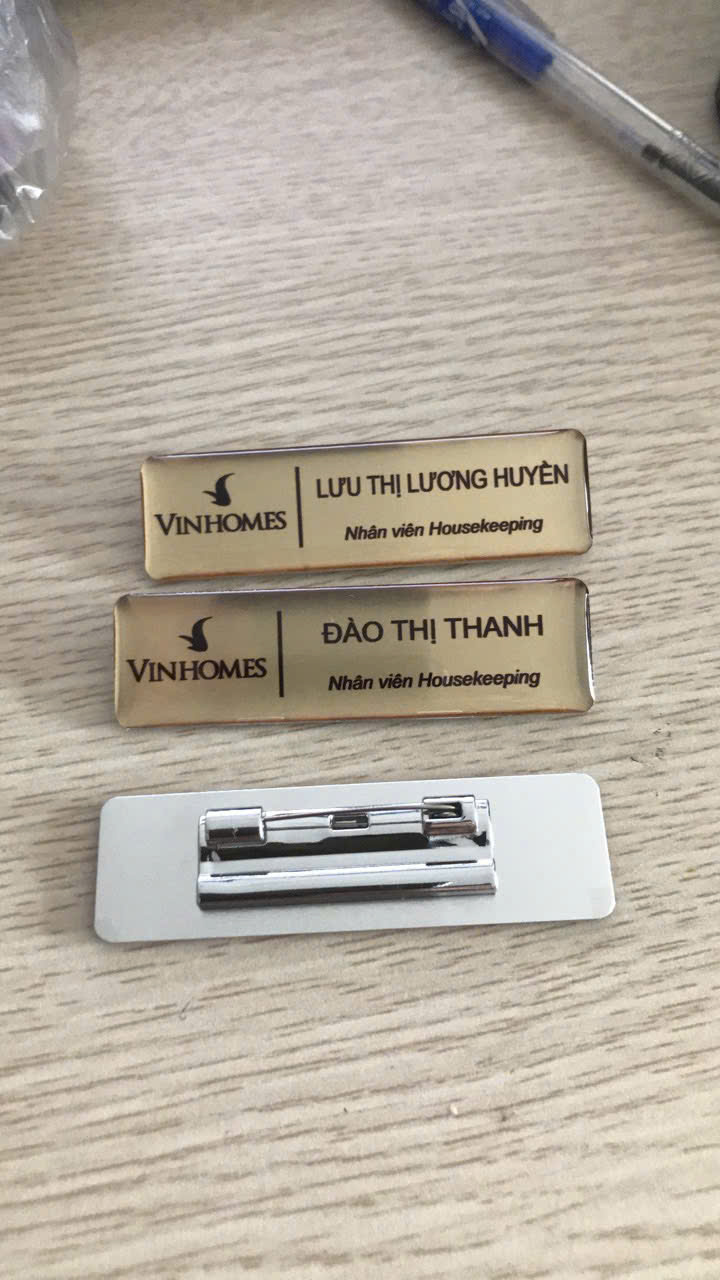 VINHOMES
LƯU THỊ LƯƠNG HUYỀN
Nhân viên Housekeeping
VINHOMES
ĐÀO THỊ THANH
Nhân viên Housekeeping